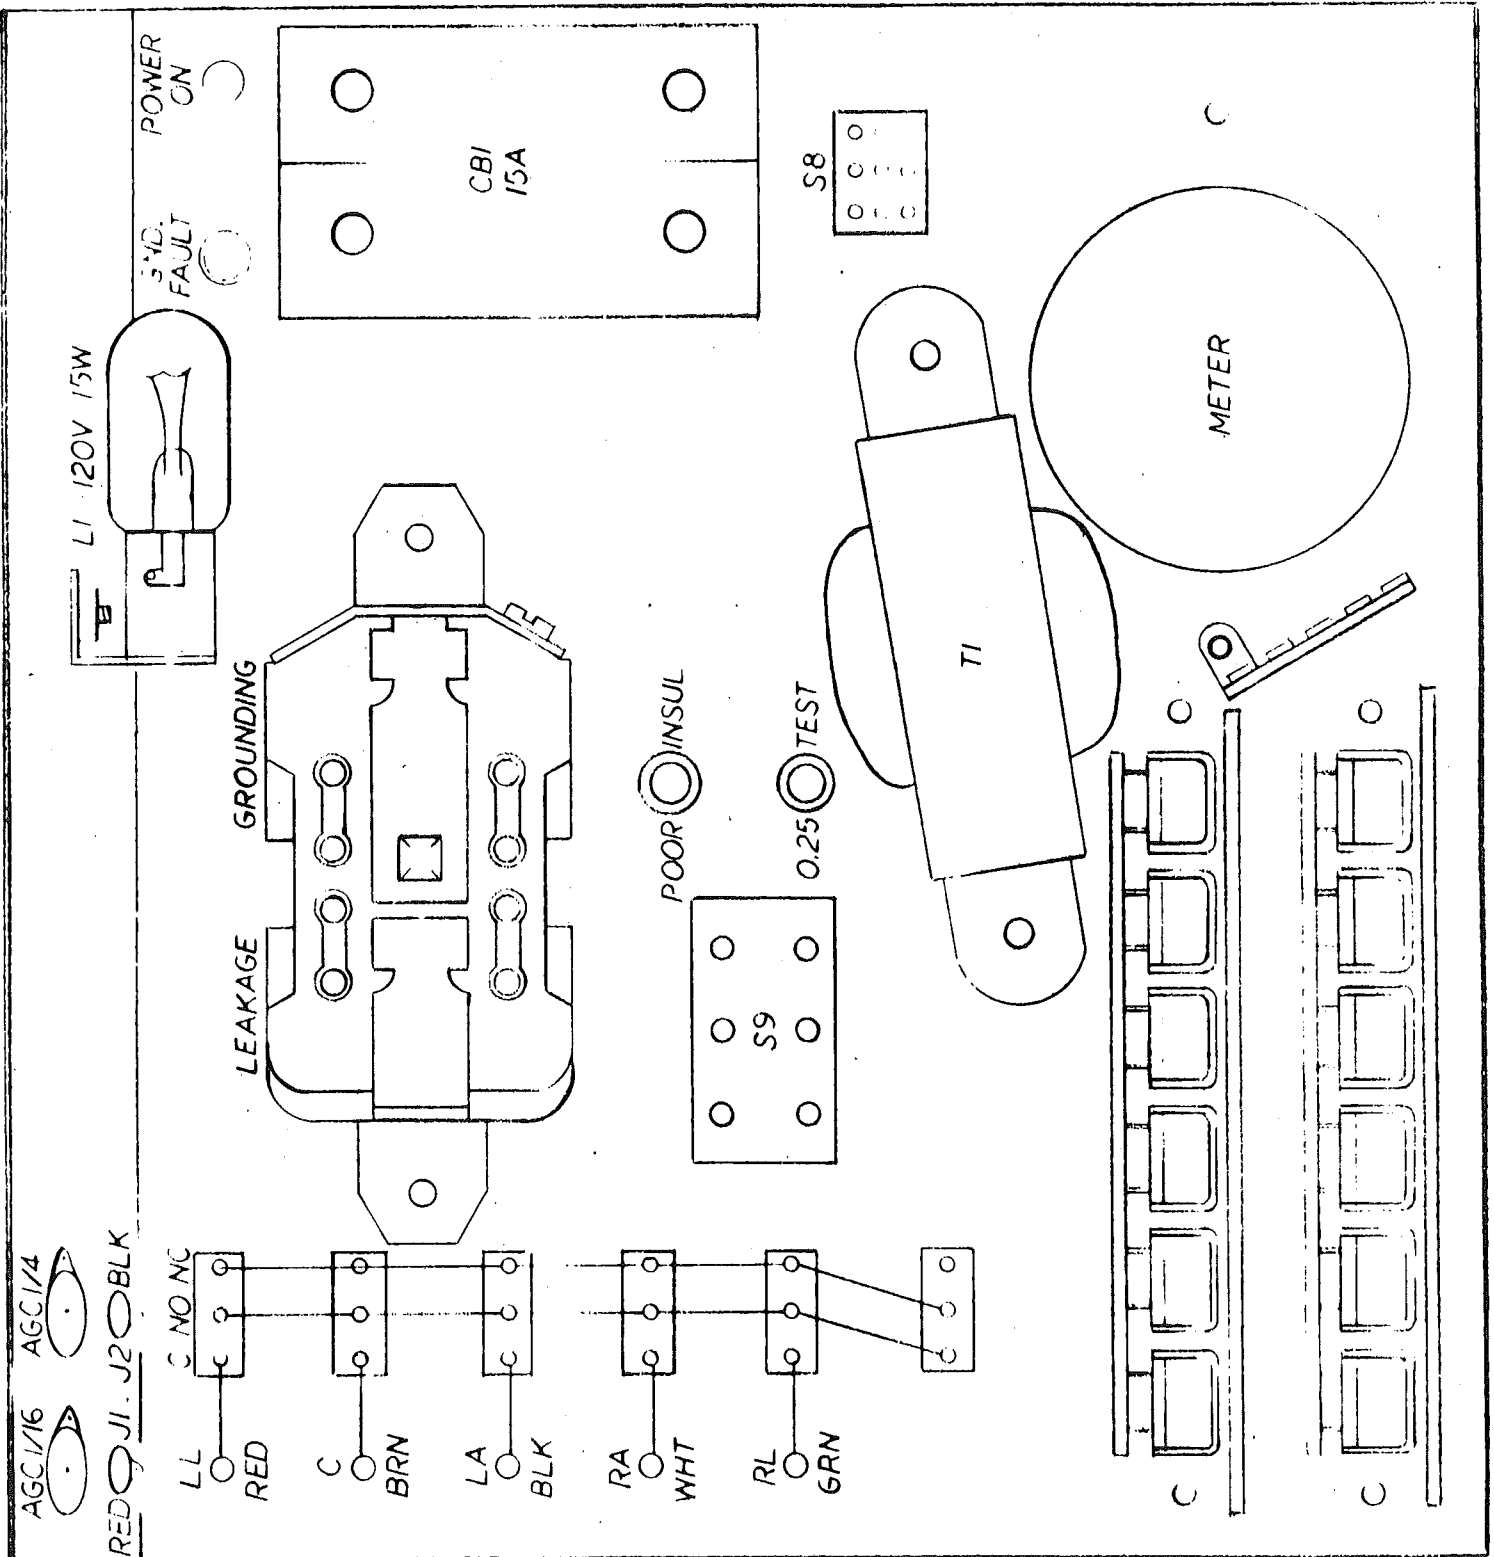 AGC1/16
AGC1/4
RED
J1.
J2
BLK
L1 120V 15W
POWER
ON
FAULT
C NO NC
LL
RED
C
BRN
LA
BLK
RA
WHT
RL
GRN
LEAKAGE
GROUNDING
CB1
15A
POOR
INSUL
0.25
TEST
S9
S8
T1
METER